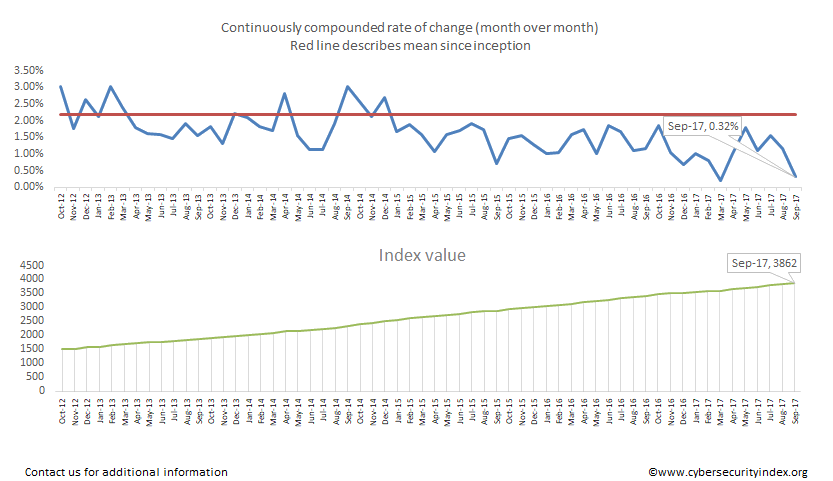 Continuously compounded rate of change (month over month)
Red line describes mean since inception
3.50%
3.00%
2.50%
2.00%
1.50%
1.00%
0.50%
0.00%
Sep-17, 0.32%
Oct-12 Nov-12 Dec-12 Jan-13 Feb-13 Mar-13 Apr-13 May-13 Jun-13 Jul-13 Aug-13 Sep-13 Oct-13 Nov-13 Dec-13 Jan-14 Feb-14 Mar-14 Apr-14 May-14 Jun-14 Jul-14 Aug-14 Sep-14 Oct-14 Nov-14 Dec-14 Jan-15 Feb-15 Mar-15 Apr-15 May-15 Jun-15 Jul-15 Aug-15 Sep-15 Oct-15 Nov-15 Dec-15 Jan-16 Feb-16 Mar-16 Apr-16 May-16 Jun-16 Jul-16 Aug-16 Sep-16 Oct-16 Nov-16 Dec-16 Jan-17 Feb-17 Mar-17 Apr-17 May-17 Jun-17 Jul-17 Aug-17 Sep-17
Index value
Sep-17, 3862
4500
4000
3500
3000
2500
2000
1500
1000
500
0
Oct-12 Nov-12 Dec-12 Jan-13 Feb-13 Mar-13 Apr-13 May-13 Jun-13 Jul-13 Aug-13 Sep-13 Oct-13 Nov-13 Dec-13 Jan-14 Feb-14 Mar-14 Apr-14 May-14 Jun-14 Jul-14 Aug-14 Sep-14 Oct-14 Nov-14 Dec-14 Jan-15 Feb-15 Mar-15 Apr-15 May-15 Jun-15 Jul-15 Aug-15 Sep-15 Oct-15 Nov-15 Dec-15 Jan-16 Feb-16 Mar-16 Apr-16 May-16 Jun-16 Jul-16 Aug-16 Sep-16 Oct-16 Nov-16 Dec-16 Jan-17 Feb-17 Mar-17 Apr-17 May-17 Jun-17 Jul-17 Aug-17 Sep-17
Contact us for additional information
©www.cybersecurityindex.org